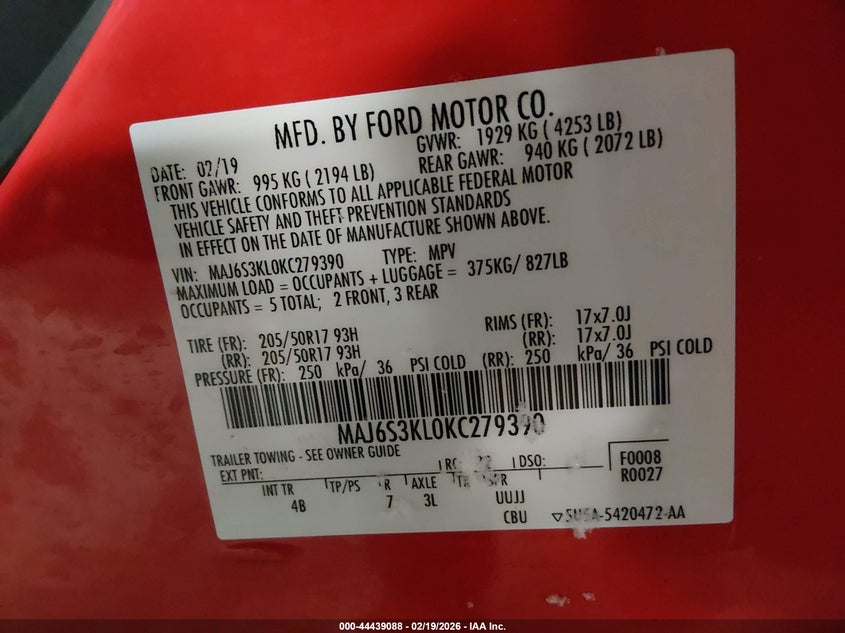 MFD. BY FORD MOTOR CO.
DATE: 02/19 GVWR: 1929 KG ( 4253 LB)
FRONT GAWR: 995 KG ( 2194 LB) REAR GAWR: 940 KG ( 2072 LB)
THIS VEHICLE CONFORMS TO ALL APPLICABLE FEDERAL MOTOR
VEHICLE SAFETY AND THEFT PREVENTION STANDARDS
IN EFFECT ON THE DATE OF MANUFACTURE SHOWN ABOVE.
VIN: MAJ6S3KL0KC279390 TYPE: MPV
MAXIMUM LOAD = OCCUPANTS + LUGGAGE = 375KG/ 827LB
OCCUPANTS = 5 TOTAL; 2 FRONT, 3 REAR
TIRE (FR): 205/50R17 93H RIMS (FR): 17x7.0J
(RR): 205/50R17 93H (RR): 17x7.0J
PRESSURE (FR): 250 kPa/ 36 PSI COLD (RR): 250 kPa/ 36 PSI COLD
MAJ6S3KL0KC279390
TRAILER TOWING - SEE OWNER GUIDE
EXT PNT: DSO: F0008
R0027
INT TR TP/PS R AXLE
4B 7 3L UUJJ
CBU
5420472-AA
000-44439088 - 02/19/2026 - IAA Inc.